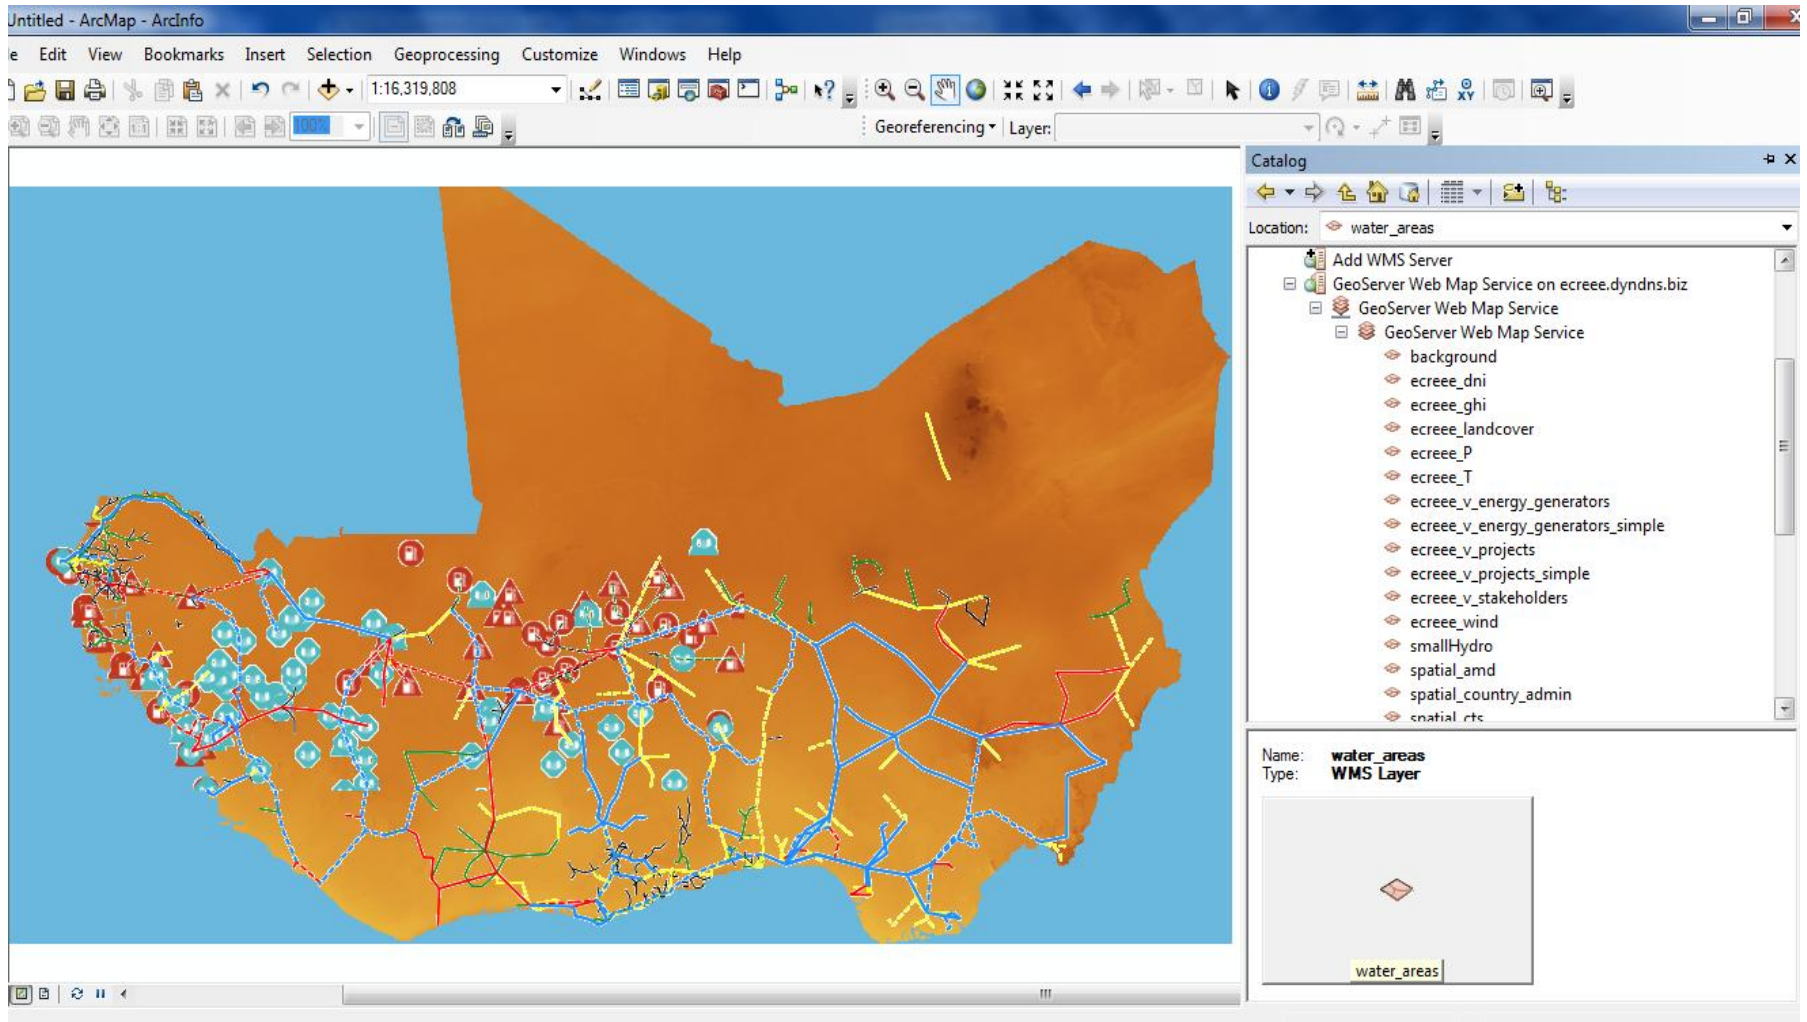 Untitled - ArcMap - ArcInfo
Edit View Bookmarks Insert Selection Geoprocessing Customize Windows Help
1:16,319,808
XY
100%
Georeferencing Layer:
Catalog
Location: water_areas
Add WMS Server
GeoServer Web Map Service on ecreee.dyndns.biz
GeoServer Web Map Service
GeoServer Web Map Service
background
ecreee_dni
ecreee_ghi
ecreee_landcover
ecreee_P
ecreee_T
ecreee_v_energy_generators
ecreee_v_energy_generators_simple
ecreee_v_projects
ecreee_v_projects_simple
ecreee_v_stakeholders
ecreee_wind
smallHydro
spatial_amd
spatial_country_admin
spatial_cts
Name: water_areas
Type: WMS Layer
water_areas